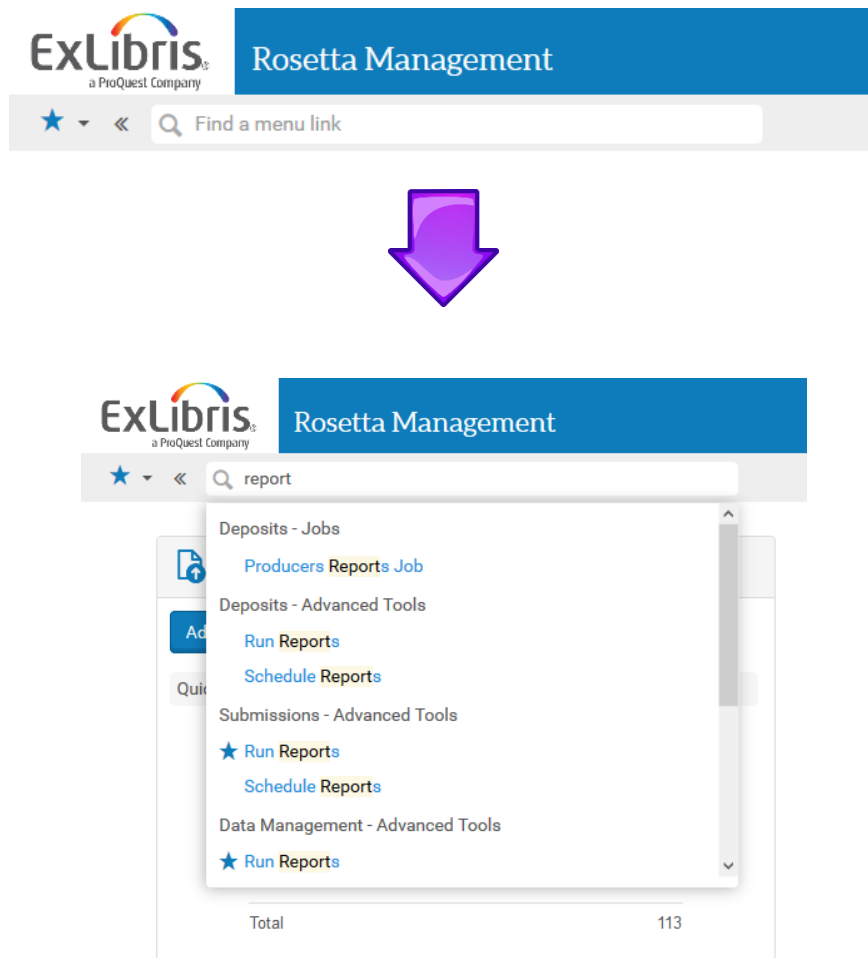 ExLibris
a ProQuest Company
Rosetta Management
Find a menu link
ExLibris
a ProQuest Company
Rosetta Management
report
Deposits - Jobs
Producers Reports Job
Deposits - Advanced Tools
Ad
Run Reports
Schedule Reports
Quic
Submissions - Advanced Tools
Run Reports
Schedule Reports
Data Management - Advanced Tools
Run Reports
Total 113